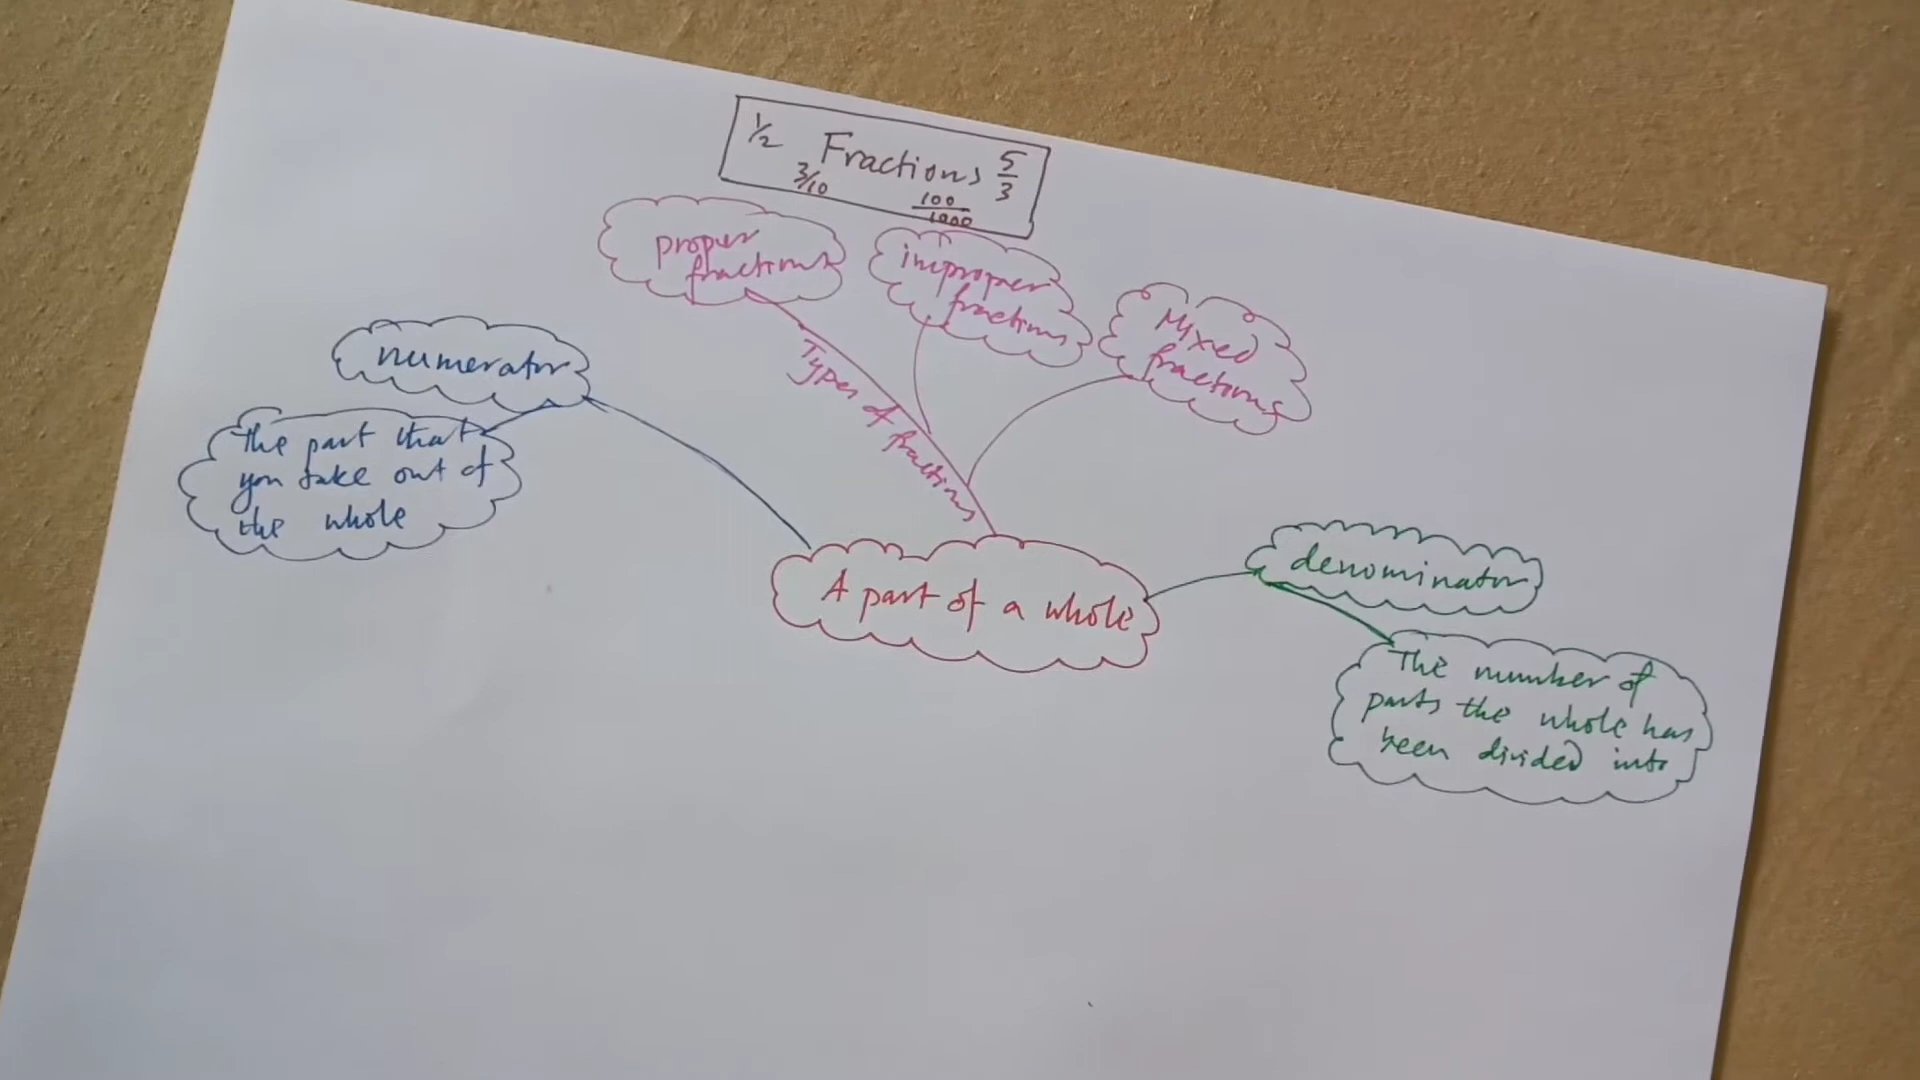 1/2 Fractions 5/3
3/10 100/1000
proper
fractions
improper
fractions
Mixed
fractions
Types of fractions
numerator
The part that
you take out of
the whole
A part of a whole
denominator
The number of
parts the whole has
been divided into